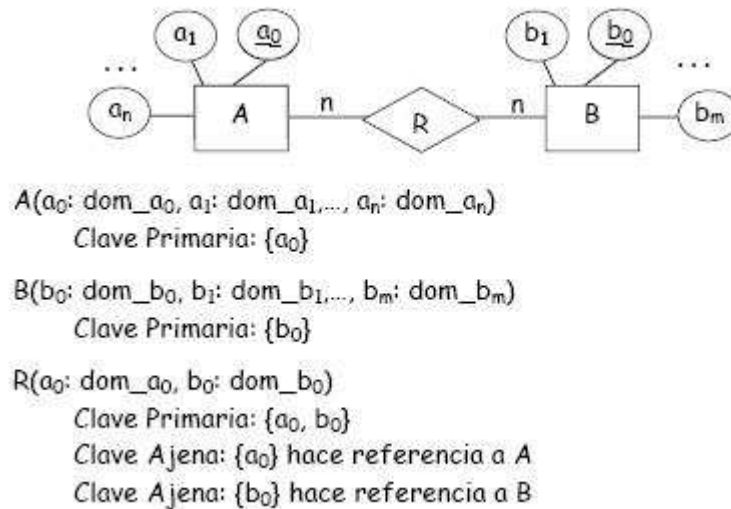 a₁ a₀ b₁ b₀
... ...
aₙ A n R n B bₘ
A(a₀: dom_a₀, a₁: dom_a₁,..., aₙ: dom_aₙ)
Clave Primaria: {a₀}
B(b₀: dom_b₀, b₁: dom_b₁,..., bₘ: dom_bₘ)
Clave Primaria: {b₀}
R(a₀: dom_a₀, b₀: dom_b₀)
Clave Primaria: {a₀, b₀}
Clave Ajena: {a₀} hace referencia a A
Clave Ajena: {b₀} hace referencia a B